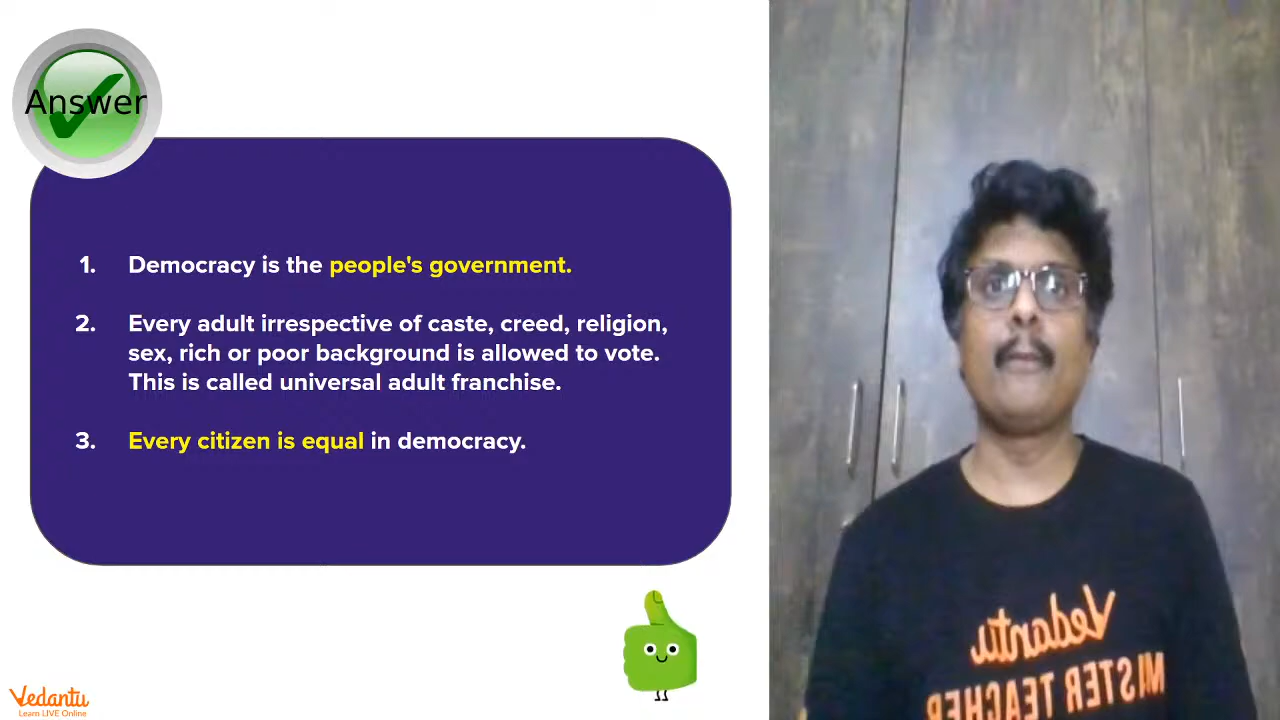 Answer
1. Democracy is the people's government.
2. Every adult irrespective of caste, creed, religion,
sex, rich or poor background is allowed to vote.
This is called universal adult franchise.
3. Every citizen is equal in democracy.
Vedantu
Learn LIVE Online
Vedantu
MISTER TEACHER